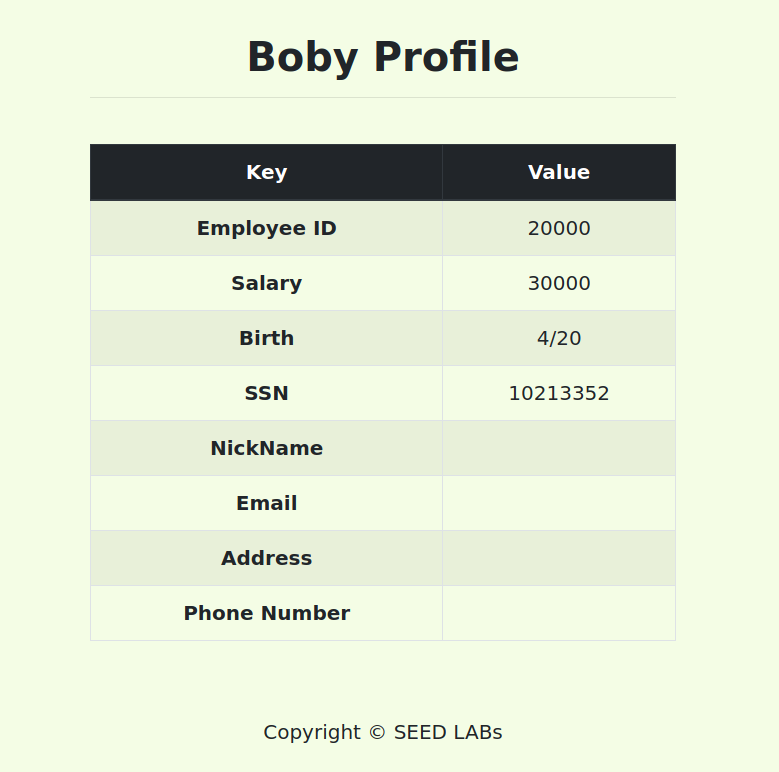 Boby Profile
Key Value
Employee ID 20000
Salary 30000
Birth 4/20
SSN 10213352
NickName
Email
Address
Phone Number
Copyright © SEED LABs